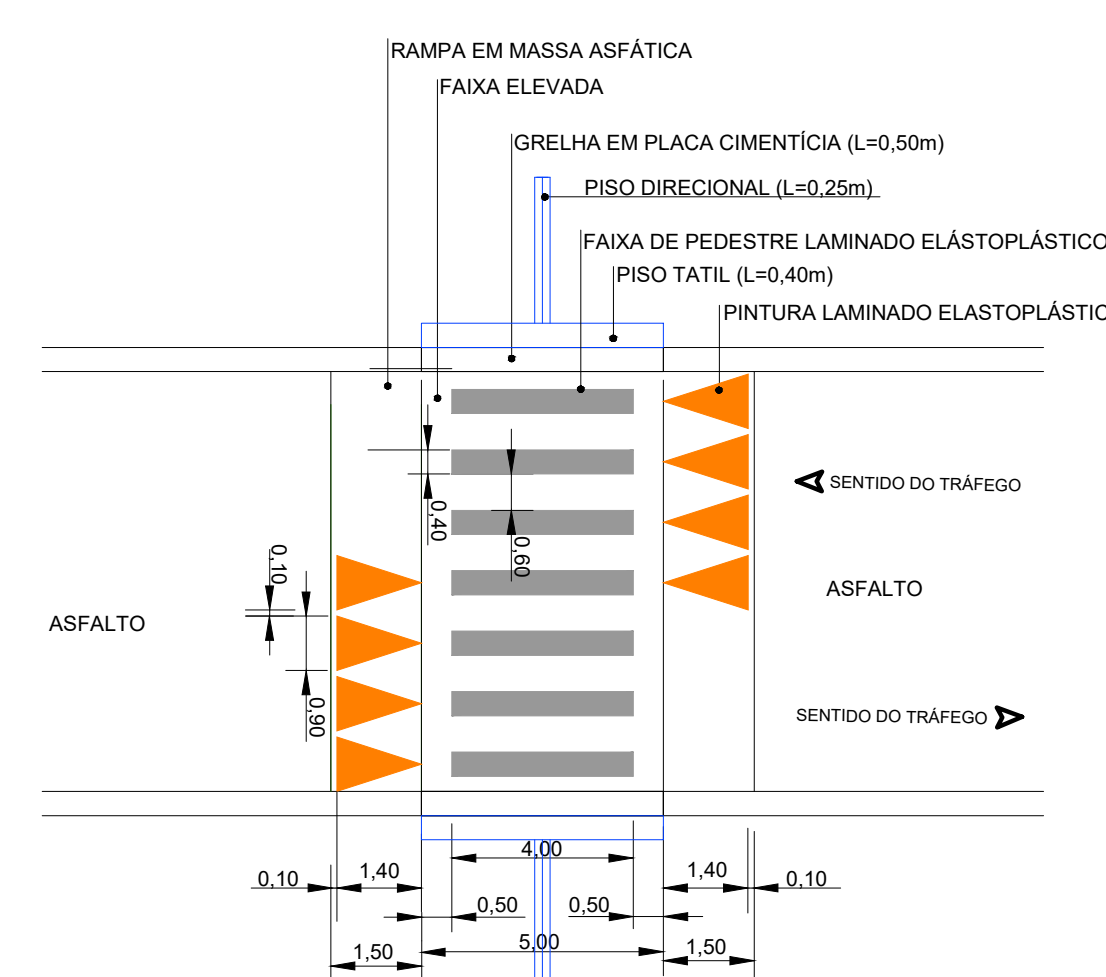 RAMPA EM MASSA ASFÁTICA
FAIXA ELEVADA
GRELHA EM PLACA CIMENTÍCIA (L=0,50m)
PISO DIRECIONAL (L=0,25m)
FAIXA DE PEDESTRE LAMINADO ELÁSTOPLÁSTICO
PISO TATIL (L=0,40m)
PINTURA LAMINADO ELASTOPLÁSTIC
SENTIDO DO TRÁFEGO
0,40
0,60
0,10
ASFALTO
ASFALTO
0,90
SENTIDO DO TRÁFEGO
4,00
0,10
1,40
1,40
0,10
0,50
0,50
1,50
5,00
1,50